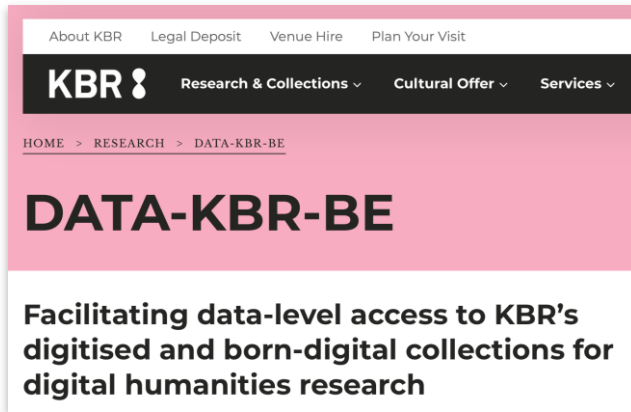 About KBR Legal Deposit Venue Hire Plan Your Visit
KBR Research & Collections Cultural Offer Services
HOME > RESEARCH > DATA-KBR-BE
DATA-KBR-BE
Facilitating data-level access to KBR's
digitised and born-digital collections for
digital humanities research